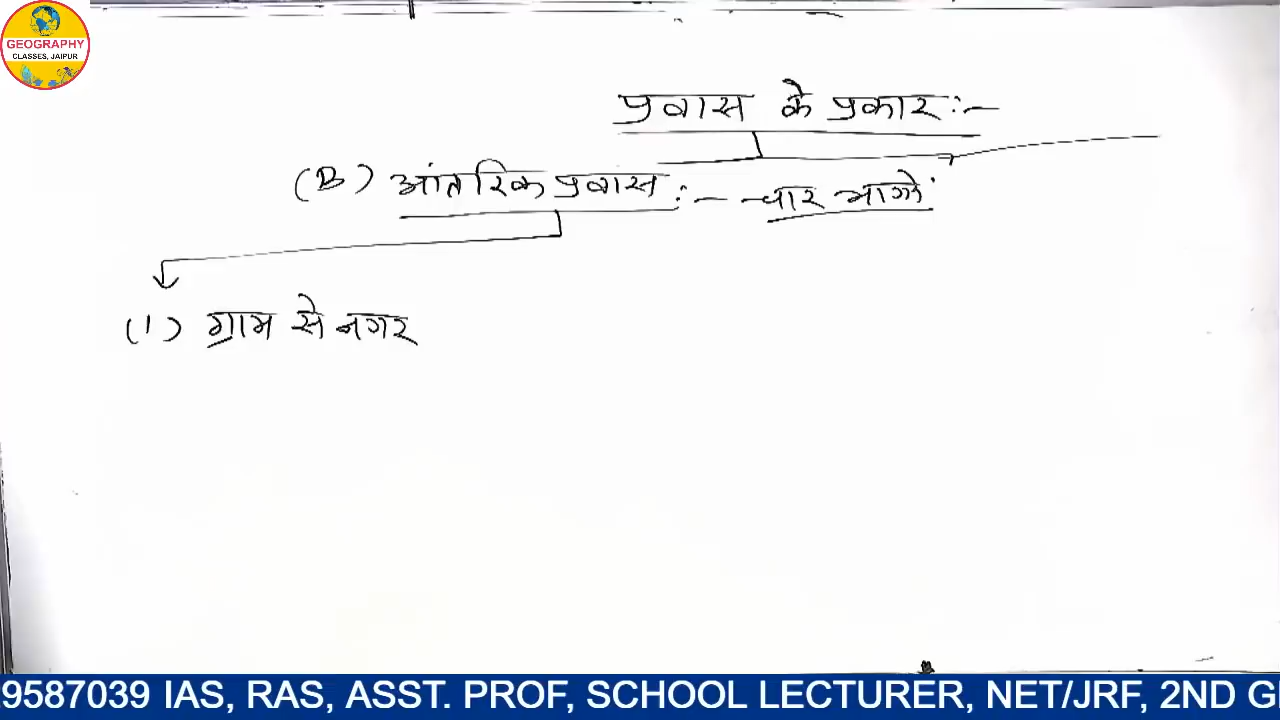 GEOGRAPHY
CLASSES, JAIPUR
प्रवास के प्रकार :-
(B) आंतरिक प्रवास :- चार भागों
(1) ग्राम से नगर
9587039 IAS, RAS, ASST. PROF, SCHOOL LECTURER, NET/JRF, 2ND G